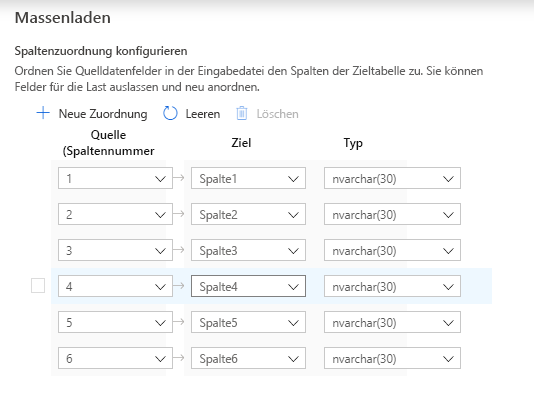 Massenladen
Spaltenzuordnung konfigurieren
Ordnen Sie Quelldatenfelder in der Eingabedatei den Spalten der Zieltabelle zu. Sie können
Felder für die Last auslassen und neu anordnen.
Neue Zuordnung Leeren Löschen
Quelle
(Spaltennummer Ziel Typ
1 Spalte1 nvarchar(30)
2 Spalte2 nvarchar(30)
3 Spalte3 nvarchar(30)
4 Spalte4 nvarchar(30)
5 Spalte5 nvarchar(30)
6 Spalte6 nvarchar(30)